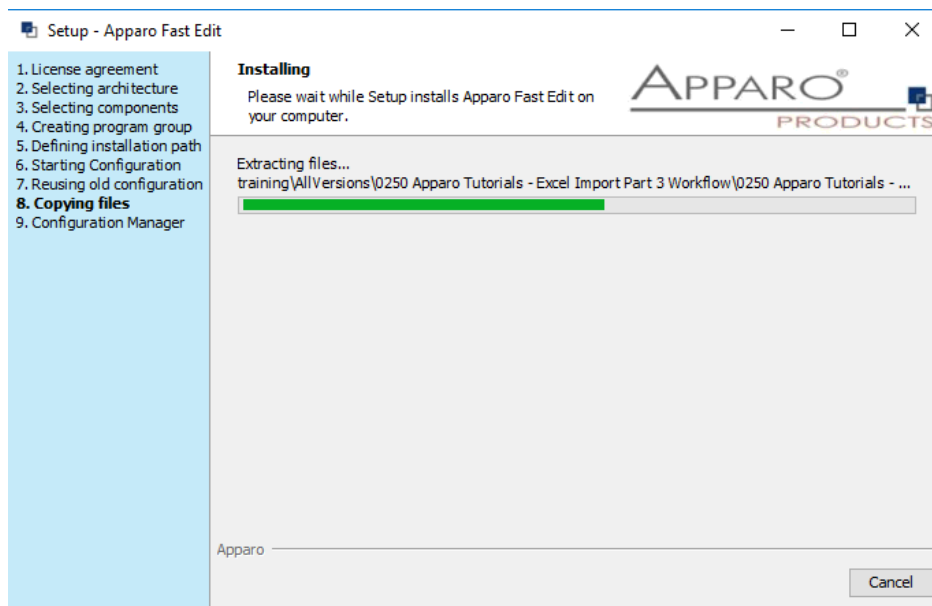 Setup - Apparo Fast Edit
1. License agreement
2. Selecting architecture
3. Selecting components
4. Creating program group
5. Defining installation path
6. Starting Configuration
7. Reusing old configuration
8. Copying files
9. Configuration Manager
Installing
Please wait while Setup installs Apparo Fast Edit on
your computer.
APPARO®
PRODUCTS
Extracting files...
training\AllVersions\0250 Apparo Tutorials - Excel Import Part 3 Workflow\0250 Apparo Tutorials - ...
Apparo
Cancel